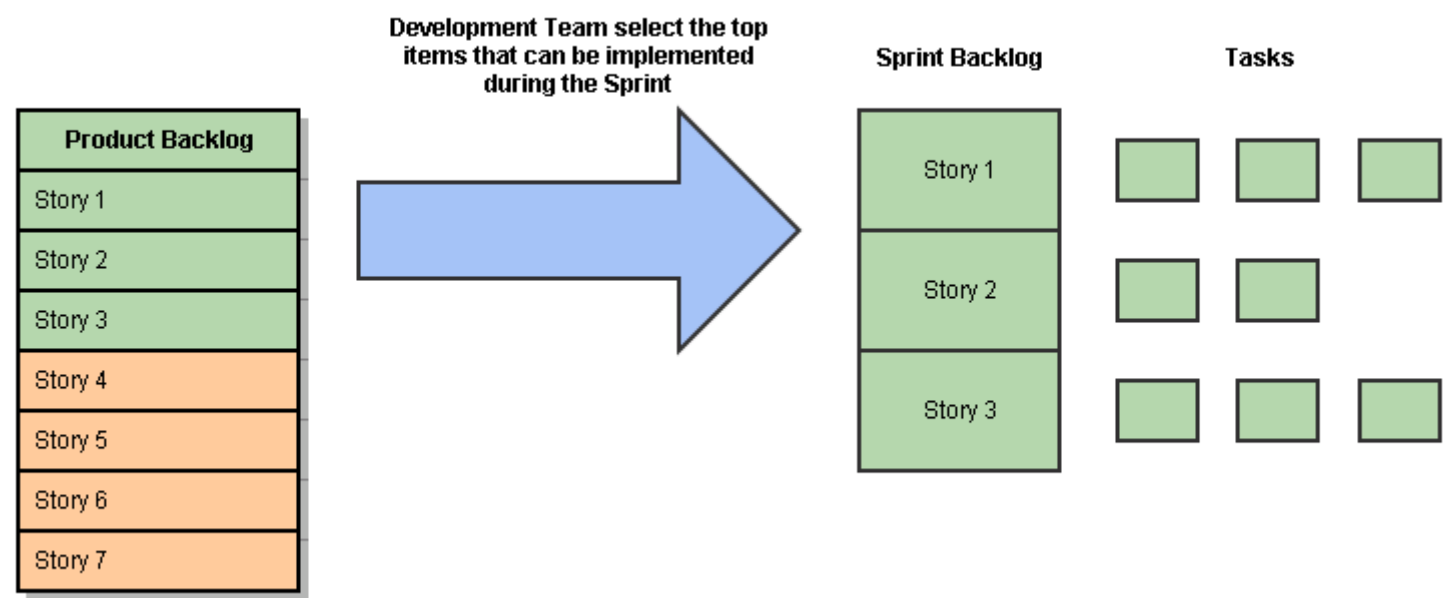 Development Team select the top
items that can be implemented
during the Sprint
Product Backlog
Story 1
Story 2
Story 3
Story 4
Story 5
Story 6
Story 7
Sprint Backlog
Story 1
Story 2
Story 3
Tasks